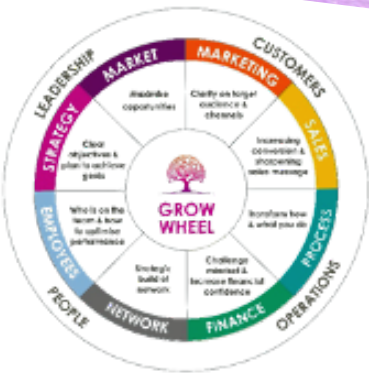 LEADERSHIP
CUSTOMERS
OPERATIONS
PEOPLE
MARKET
MARKETING
SALES
PROCESS
FINANCE
NETWORK
EMPLOYEES
STRATEGY
Maximise
opportunities
Clarity on target
audience &
channels
Increasing
conversion &
sharpening
sales message
Transform how
& what you do
Challenge
mindset &
increase financial
confidence
Strategic
build of
network
Who is on the
team & how
to optimise
performance
Clear
objectives &
plan to achieve
goals
GROW
WHEEL